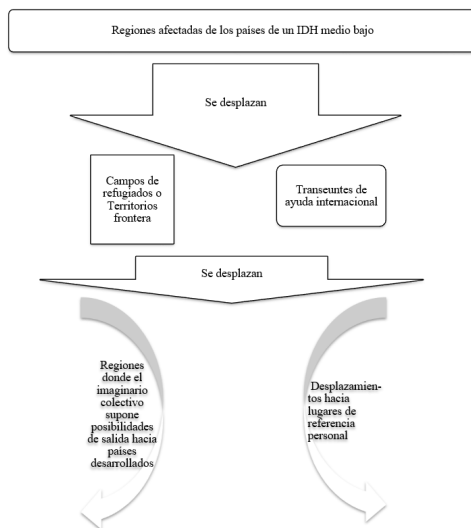 Regiones afectadas de los países de un IDH medio bajo
Se desplazan
Campos de
refugiados o
Territorios
frontera
Transeuntes de
ayuda internacional
Se desplazan
Regiones
donde el
imaginario
colectivo
supone
posibilidades
de salida hacia
países
desarrollados
Desplazamien-
tos hacia
lugares de
referencia
personal